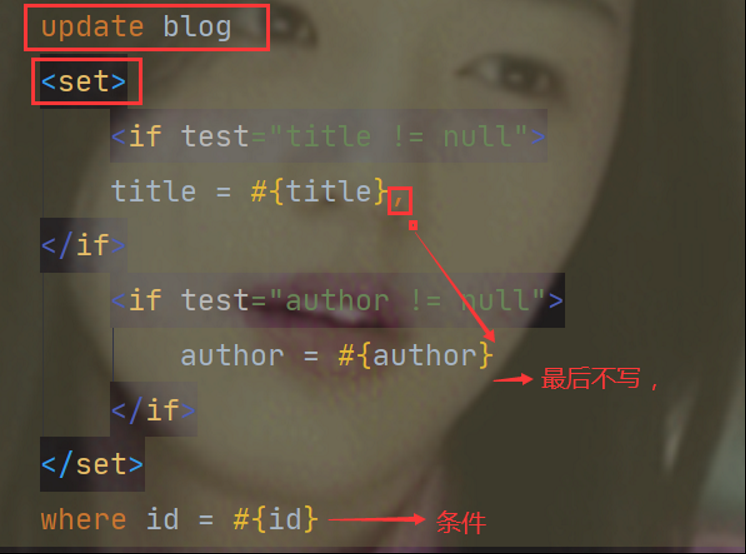 update blog
<set>
<if test="title != null">
title = #{title},
</if>
<if test="author != null">
author = #{author}
最后不写，
</if>
</set>
where id = #{id} 条件